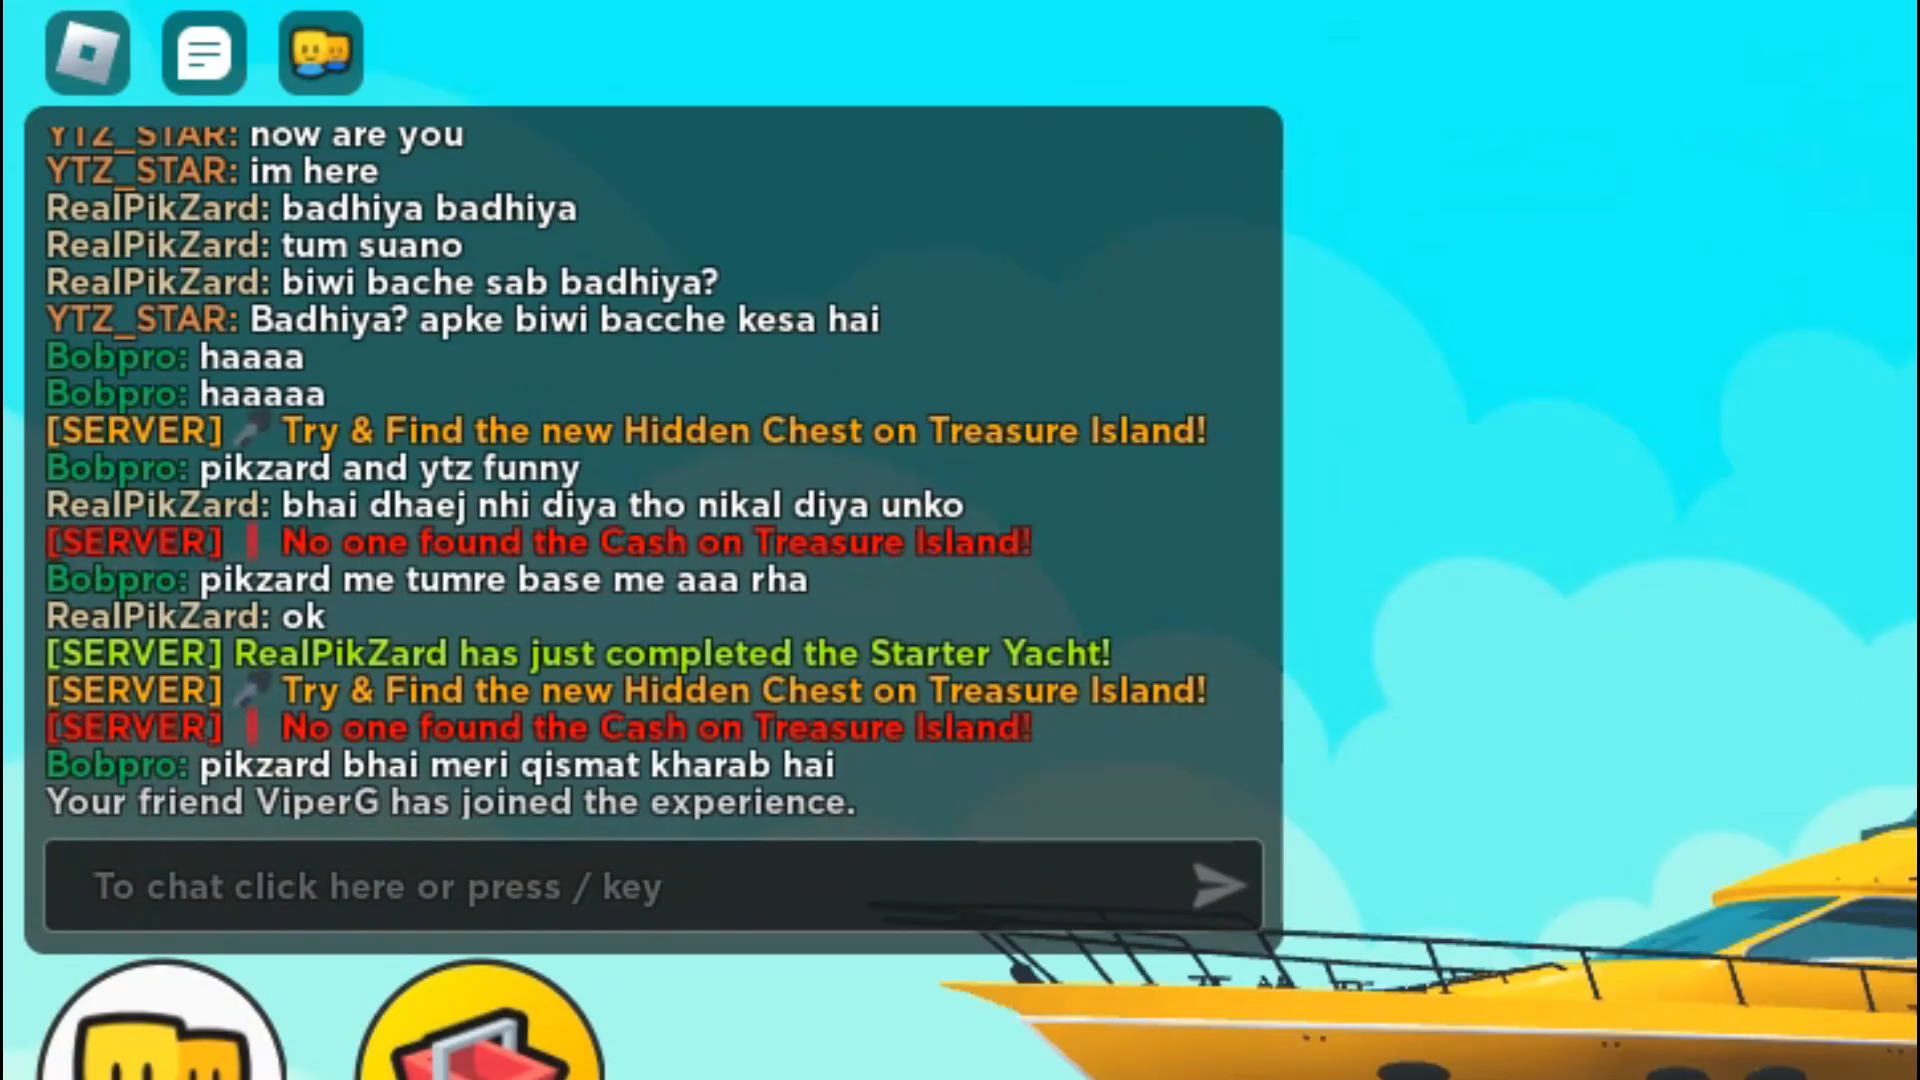 YTZ_STAR: how are you
YTZ_STAR: im here
RealPikZard: badhiya badhiya
RealPikZard: tum suano
RealPikZard: biwi bache sab badhiya?
YTZ_STAR: Badhiya? apke biwi bacche kesa hai
Bobpro: haaaa
Bobpro: haaaaa
[SERVER] Try & Find the new Hidden Chest on Treasure Island!
Bobpro: pikzard and ytz funny
RealPikZard: bhai dhaej nhi diya tho nikal diya unko
[SERVER] ❗ No one found the Cash on Treasure Island!
Bobpro: pikzard me tumre base me aaa rha
RealPikZard: ok
[SERVER] RealPikZard has just completed the Starter Yacht!
[SERVER] Try & Find the new Hidden Chest on Treasure Island!
[SERVER] ❗ No one found the Cash on Treasure Island!
Bobpro: pikzard bhai meri qismat kharab hai
Your friend ViperG has joined the experience.
To chat click here or press / key